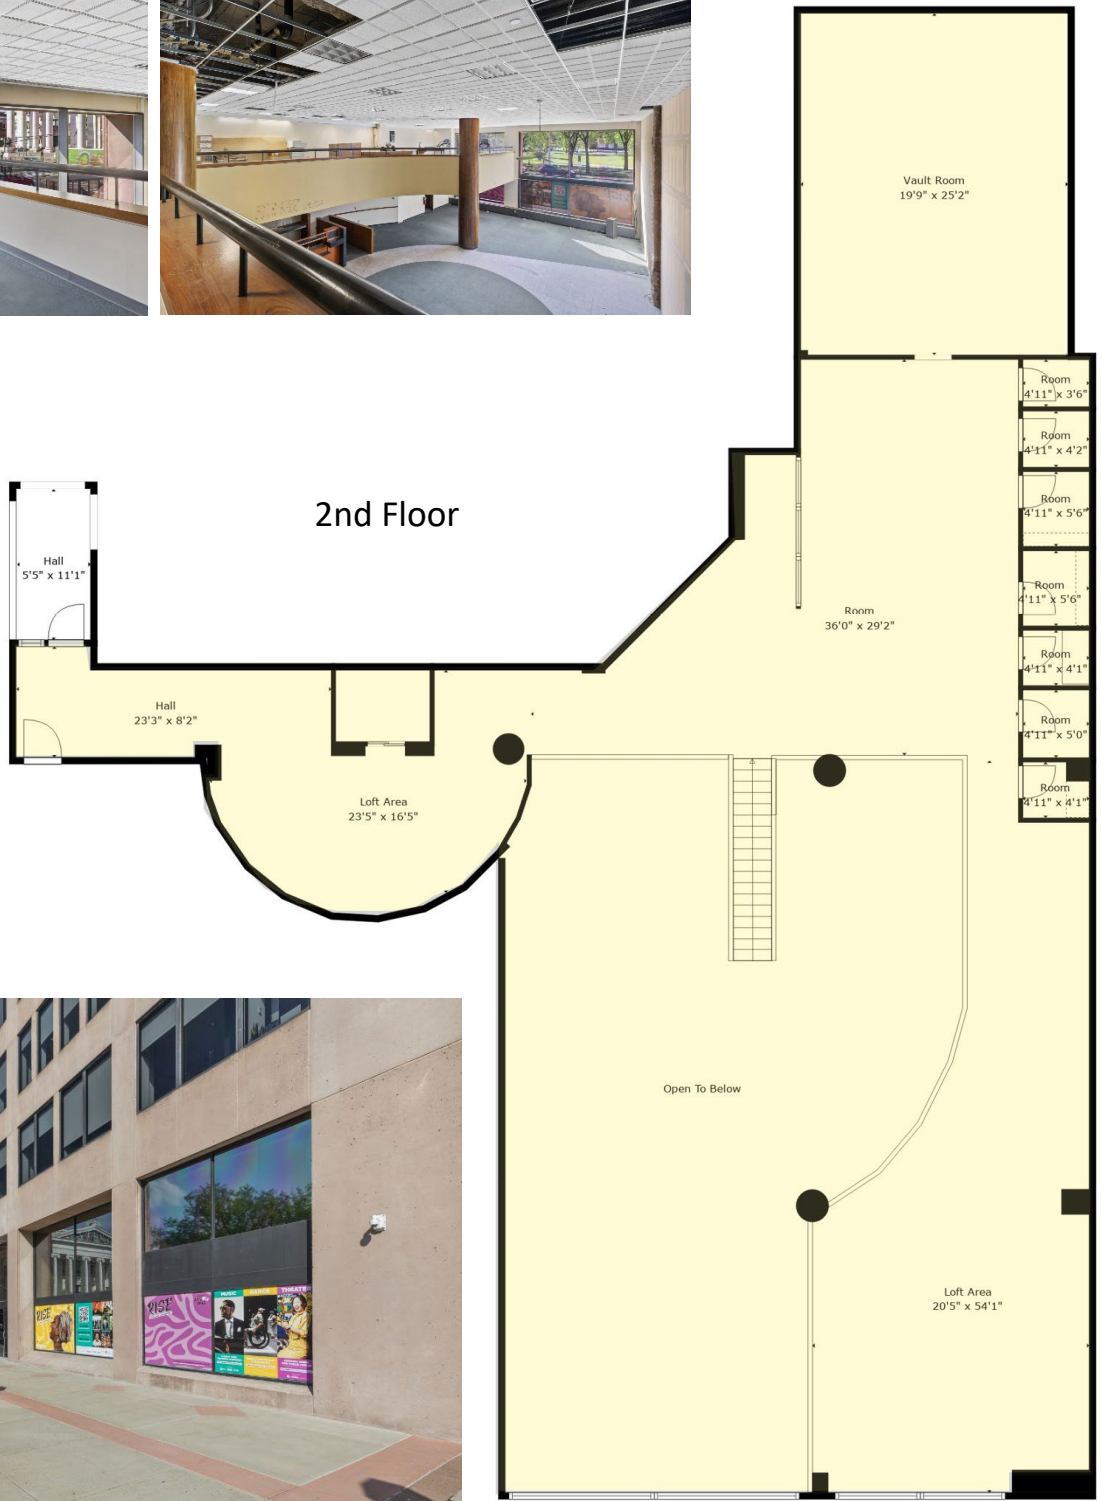 Vault Room
19'9" x 25'2"
Room
4'11" x 3'6"
Room
4'11" x 4'2"
Room
4'11" x 5'6"
Room
4'11" x 5'6"
Room
4'11" x 4'1"
Room
4'11" x 5'0"
Room
4'11" x 4'1"
2nd Floor
Hall
5'5" x 11'1"
Room
36'0" x 29'2"
Hall
23'3" x 8'2"
Loft Area
23'5" x 16'5"
Open To Below
Loft Area
20'5" x 54'1"
RISE
RISE
MUSIC
DANCE
THEATE